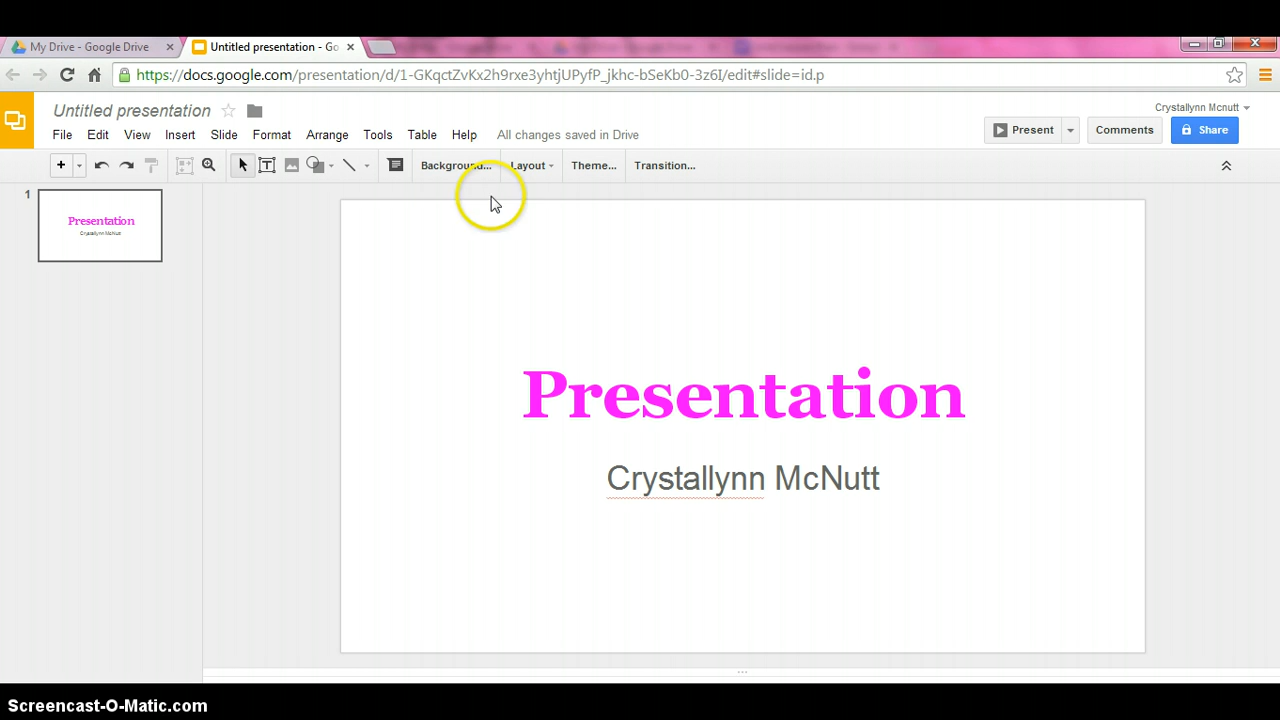 My Drive - Google Drive
Untitled presentation - Go
https://docs.google.com/presentation/d/1-GKqctZvKx2h9rxe3yhtjcPyfP_jkhc-bSeKb0-3z6I/edit#slide=id.p
Untitled presentation
Crystallynn Mcnutt
File Edit View Insert Slide Format Arrange Tools Table Help All changes saved in Drive
Present Comments Share
Background... Layout Theme... Transition...
1
Presentation
Crystallynn McNutt
Presentation
Crystallynn McNutt
Screencast-O-Matic.com